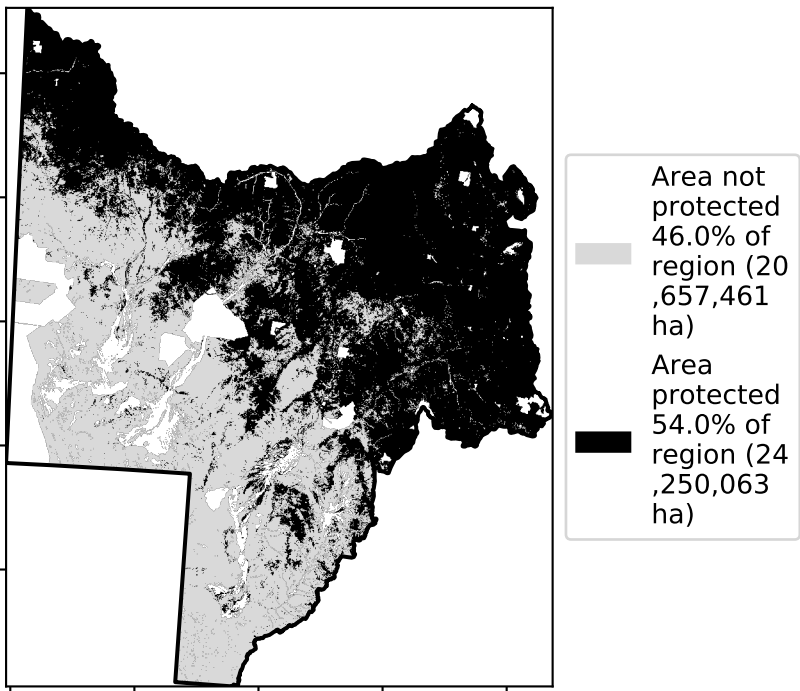 Area not
protected
46.0% of
region (20
,657,461
ha)
Area
protected
54.0% of
region (24
,250,063
ha)